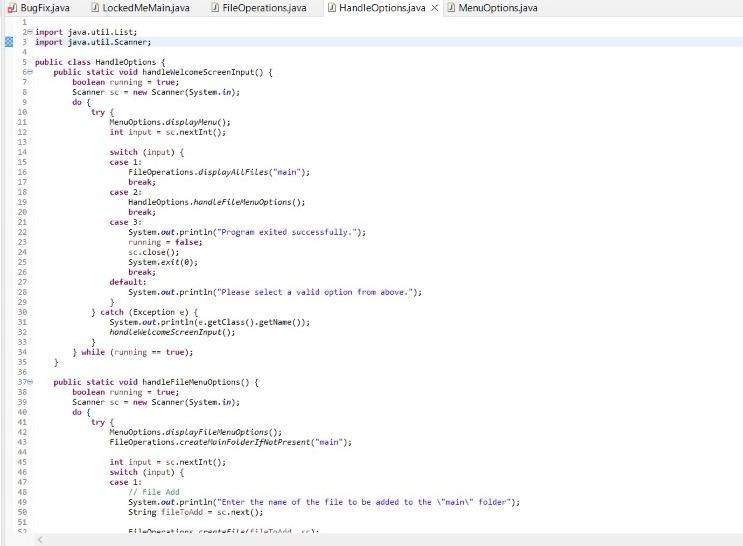 BugFix.java LockedMeMain.java FileOperations.java HandleOptions.java MenuOptions.java
1
2 import java.util.List;
3 import java.util.Scanner;
4
5 public class HandleOptions {
6 public static void handleWelcomeScreenInput() {
7 boolean running = true;
8 Scanner sc = new Scanner(System.in);
9 do {
10 try {
11 MenuOptions.displayMenu();
12 int input = sc.nextInt();
13
14 switch (input) {
15 case 1:
16 FileOperations.displayAllFiles("main");
17 break;
18 case 2:
19 HandleOptions.handleFileMenuOptions();
20 break;
21 case 3:
22 System.out.println("Program exited successfully.");
23 running = false;
24 sc.close();
25 System.exit(0);
26 break;
27 default:
28 System.out.println("Please select a valid option from above.");
29 }
30 } catch (Exception e) {
31 System.out.println(e.getClass().getName());
32 handleWelcomeScreenInput();
33 }
34 } while (running == true);
35 }
36
37 public static void handleFileMenuOptions() {
38 boolean running = true;
39 Scanner sc = new Scanner(System.in);
40 do {
41 try {
42 MenuOptions.displayFileMenuOptions();
43 FileOperations.createMainFolderIfNotPresent("main");
44
45 int input = sc.nextInt();
46 switch (input) {
47 case 1:
48 // File Add
49 System.out.println("Enter the name of the file to be added to the \"main\" folder");
50 String fileToAdd = sc.next();
51
52 FileOperations.createFile(fileToAdd, sc);